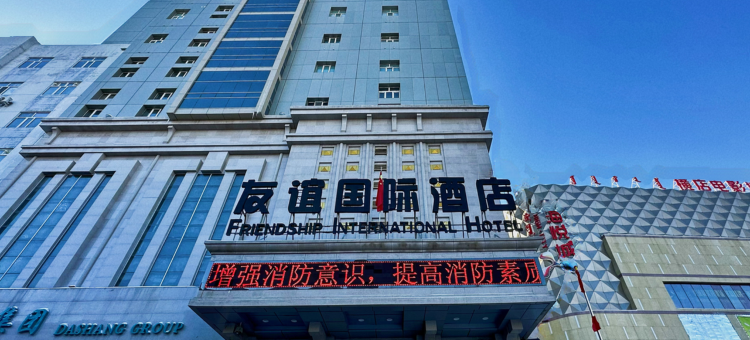 友谊国际酒店
FRIENDSHIP INTERNATIONAL HOTEL
增强消防意识，提高消防素质
DASHANG GROUP